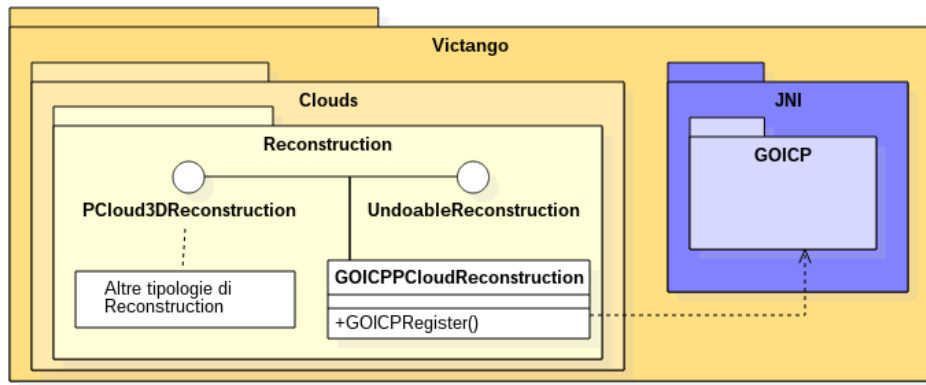 Victango
Clouds
JNI
Reconstruction
GOICP
PCloud3DReconstruction
UndoableReconstruction
GOICPPCloudReconstruction
Altre tipologie di
Reconstruction
+GOICPRegister()